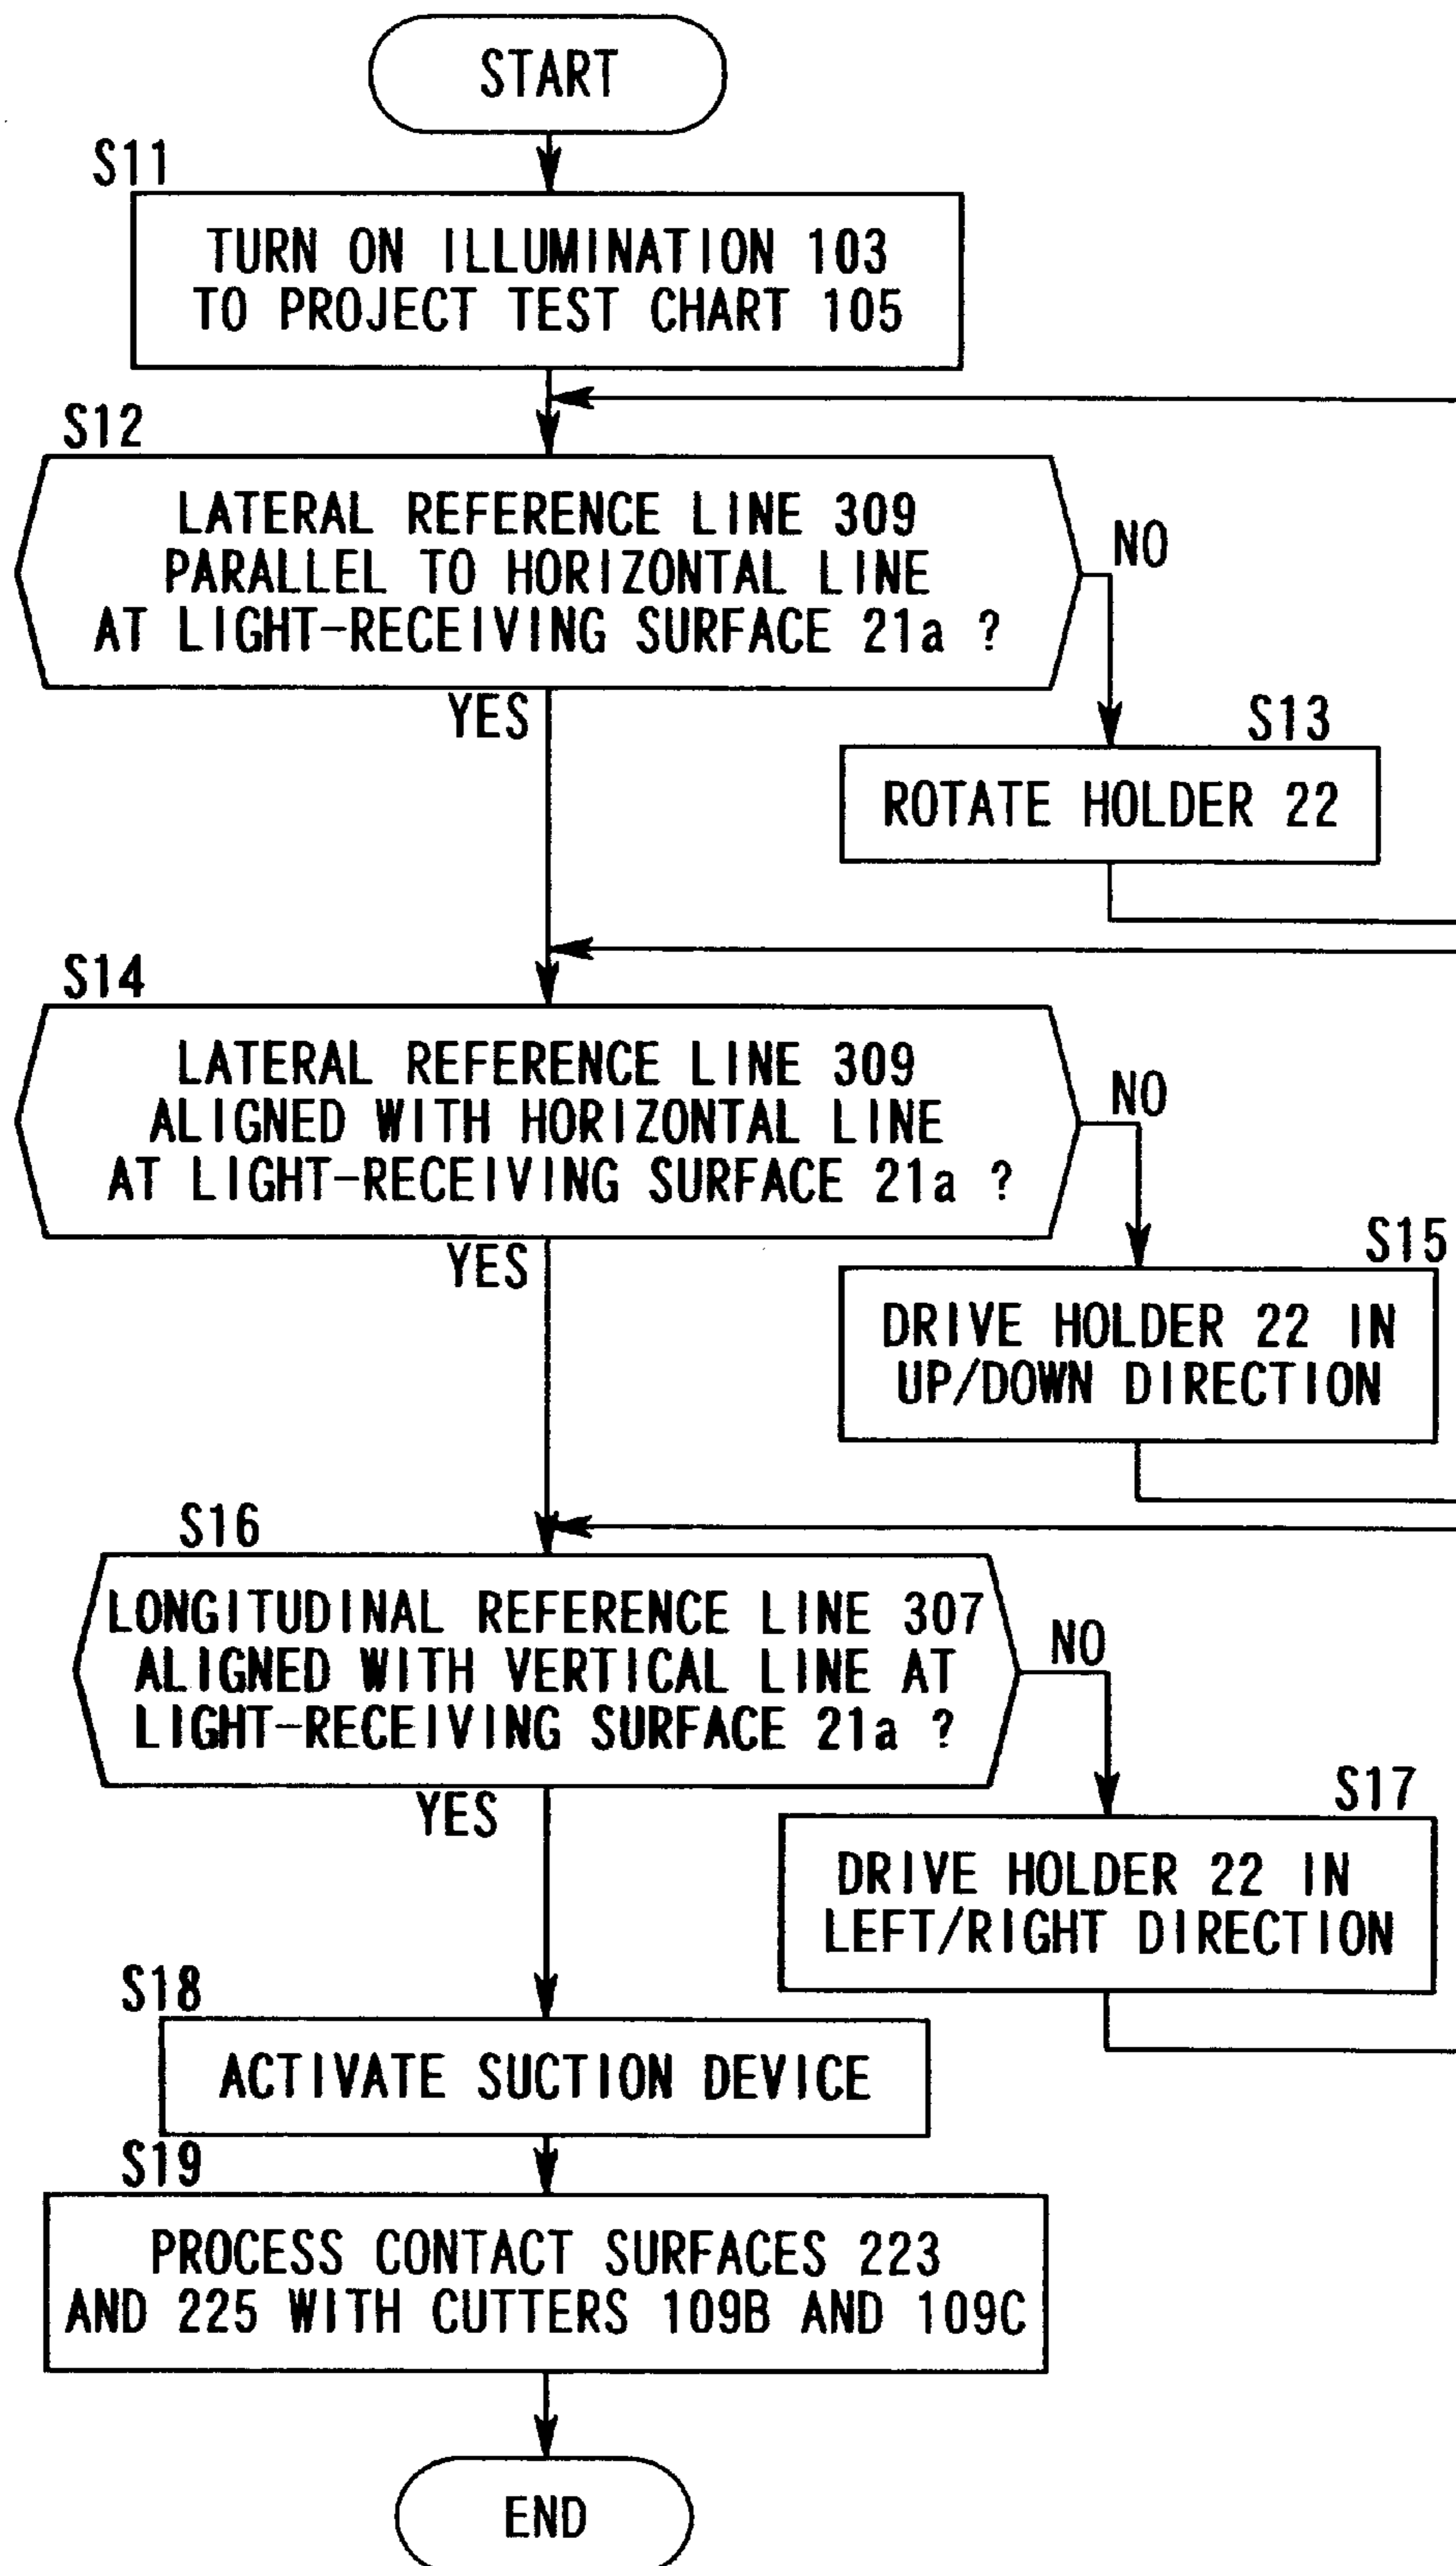 START
S11
TURN ON ILLUMINATION 103
TO PROJECT TEST CHART 105
S12
LATERAL REFERENCE LINE 309
PARALLEL TO HORIZONTAL LINE
AT LIGHT-RECEIVING SURFACE 21a ?
NO
YES
S13
ROTATE HOLDER 22
S14
LATERAL REFERENCE LINE 309
ALIGNED WITH HORIZONTAL LINE
AT LIGHT-RECEIVING SURFACE 21a ?
NO
YES
S15
DRIVE HOLDER 22 IN
UP/DOWN DIRECTION
S16
LONGITUDINAL REFERENCE LINE 307
ALIGNED WITH VERTICAL LINE AT
LIGHT-RECEIVING SURFACE 21a ?
NO
YES
S17
DRIVE HOLDER 22 IN
LEFT/RIGHT DIRECTION
S18
ACTIVATE SUCTION DEVICE
S19
PROCESS CONTACT SURFACES 223
AND 225 WITH CUTTERS 109B AND 109C
END